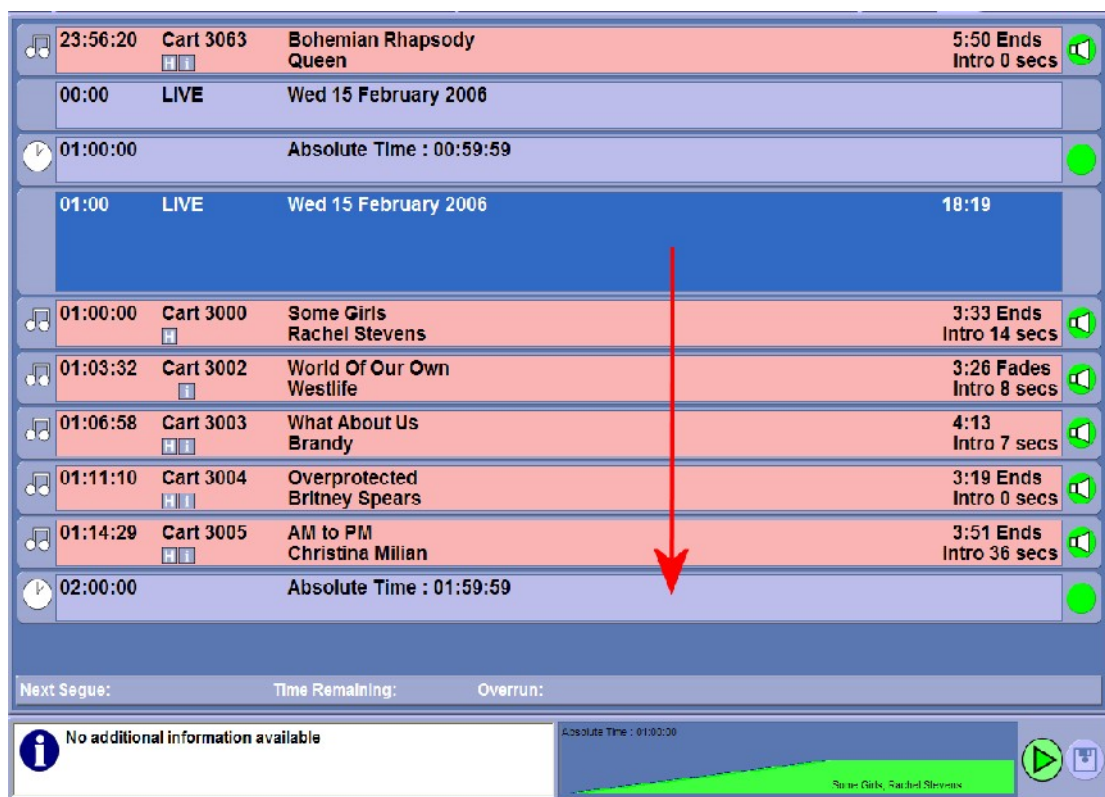 23:56:20 Cart 3063 Bohemian Rhapsody 5:50 Ends
H i Queen Intro 0 secs
00:00 LIVE Wed 15 February 2006
01:00:00 Absolute Time : 00:59:59
01:00 LIVE Wed 15 February 2006 18:19
01:00:00 Cart 3000 Some Girls 3:33 Ends
H Rachel Stevens Intro 14 secs
01:03:32 Cart 3002 World Of Our Own 3:26 Fades
i Westlife Intro 8 secs
01:06:58 Cart 3003 What About Us 4:13
H i Brandy Intro 7 secs
01:11:10 Cart 3004 Overprotected 3:19 Ends
H i Britney Spears Intro 0 secs
01:14:29 Cart 3005 AM to PM 3:51 Ends
H i Christina Milian Intro 36 secs
02:00:00 Absolute Time : 01:59:59
Next Segue: Time Remaining: Overrun:
i No additional information available
Absolute Time : 01:00:00
Some Girls, Rachel Stevens